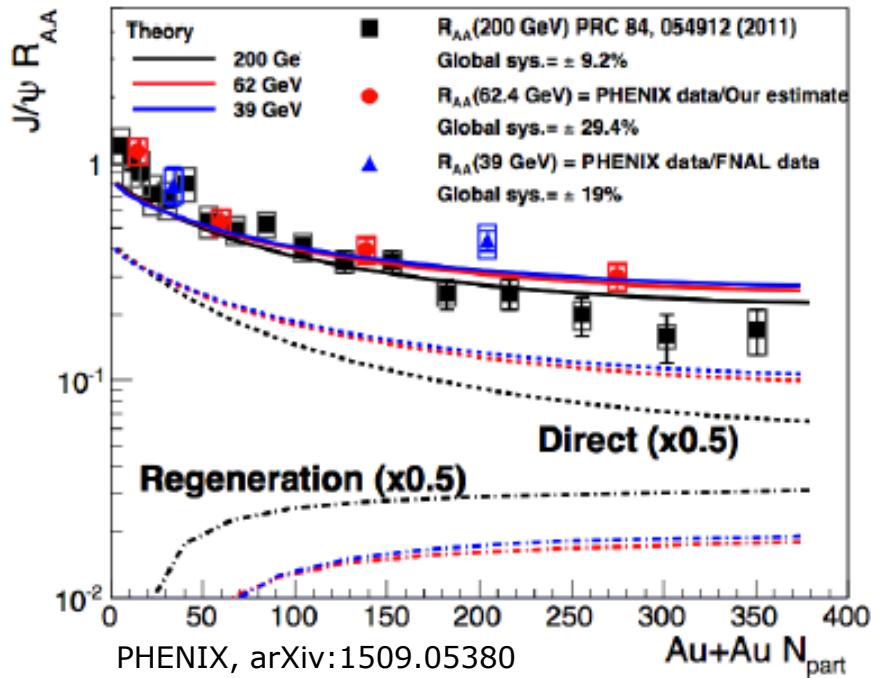 Theory
200 Ge
62 GeV
39 GeV
R_AA(200 GeV) PRC 84, 054912 (2011)
Global sys.= ± 9.2%
R_AA(62.4 GeV) = PHENIX data/Our estimate
Global sys.= ± 29.4%
R_AA(39 GeV) = PHENIX data/FNAL data
Global sys.= ± 19%
J/ψ R_AA
1
10⁻¹
10⁻²
Direct (x0.5)
Regeneration (x0.5)
0 50 100 150 200 250 300 350 400
Au+Au N_part
PHENIX, arXiv:1509.05380